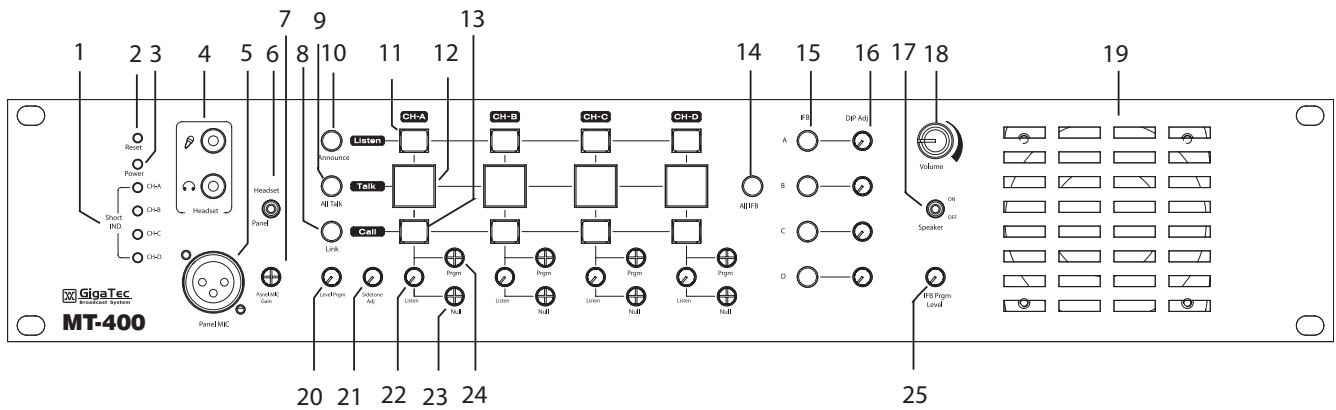 1 2 3 4 5 6 7 8 9 10 11 12 13 14 15 16 17 18 19
CH-A CH-B CH-C CH-D
IFB DIP Adj
Reset
Power
Short IND.
CH-A
CH-B
CH-C
CH-D
Headset
Headset
Panel
Panel MIC
Panel MIC
Gain
Announce
All Talk
Link
Listen
Talk
Call
Level Prgm
Sidetone
Adj
Listen Prgm Null
Listen Prgm Null
Listen Prgm Null
Listen Prgm Null
All IFB
A
B
C
D
Volume
ON
OFF
Speaker
IFB Prgm
Level
GigaTec
Broadcast System
MT-400
20 21 22 23 24 25